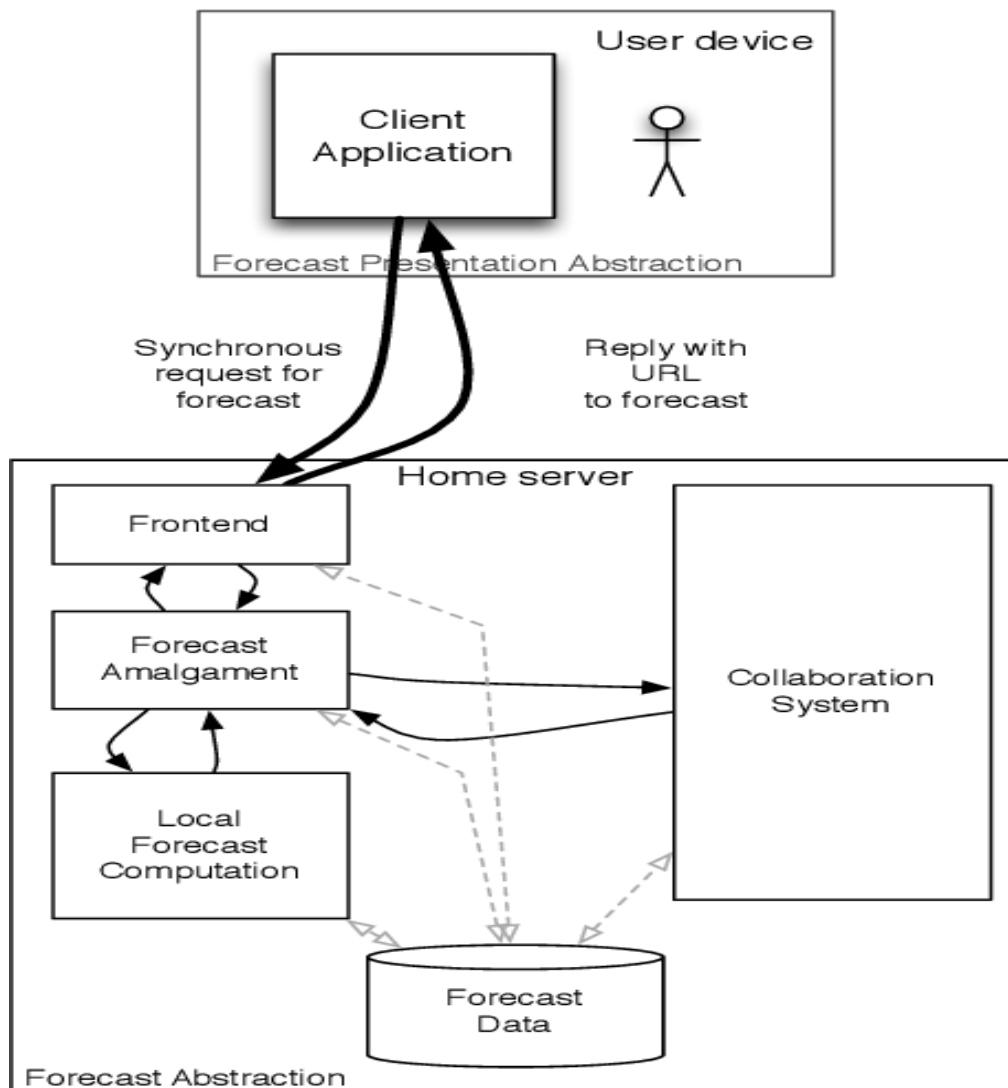 User device
Client
Application
Forecast Presentation Abstraction
Synchronous
request for
forecast
Reply with
URL
to forecast
Home server
Frontend
Forecast
Amalgament
Collaboration
System
Local
Forecast
Computation
Forecast
Data
Forecast Abstraction